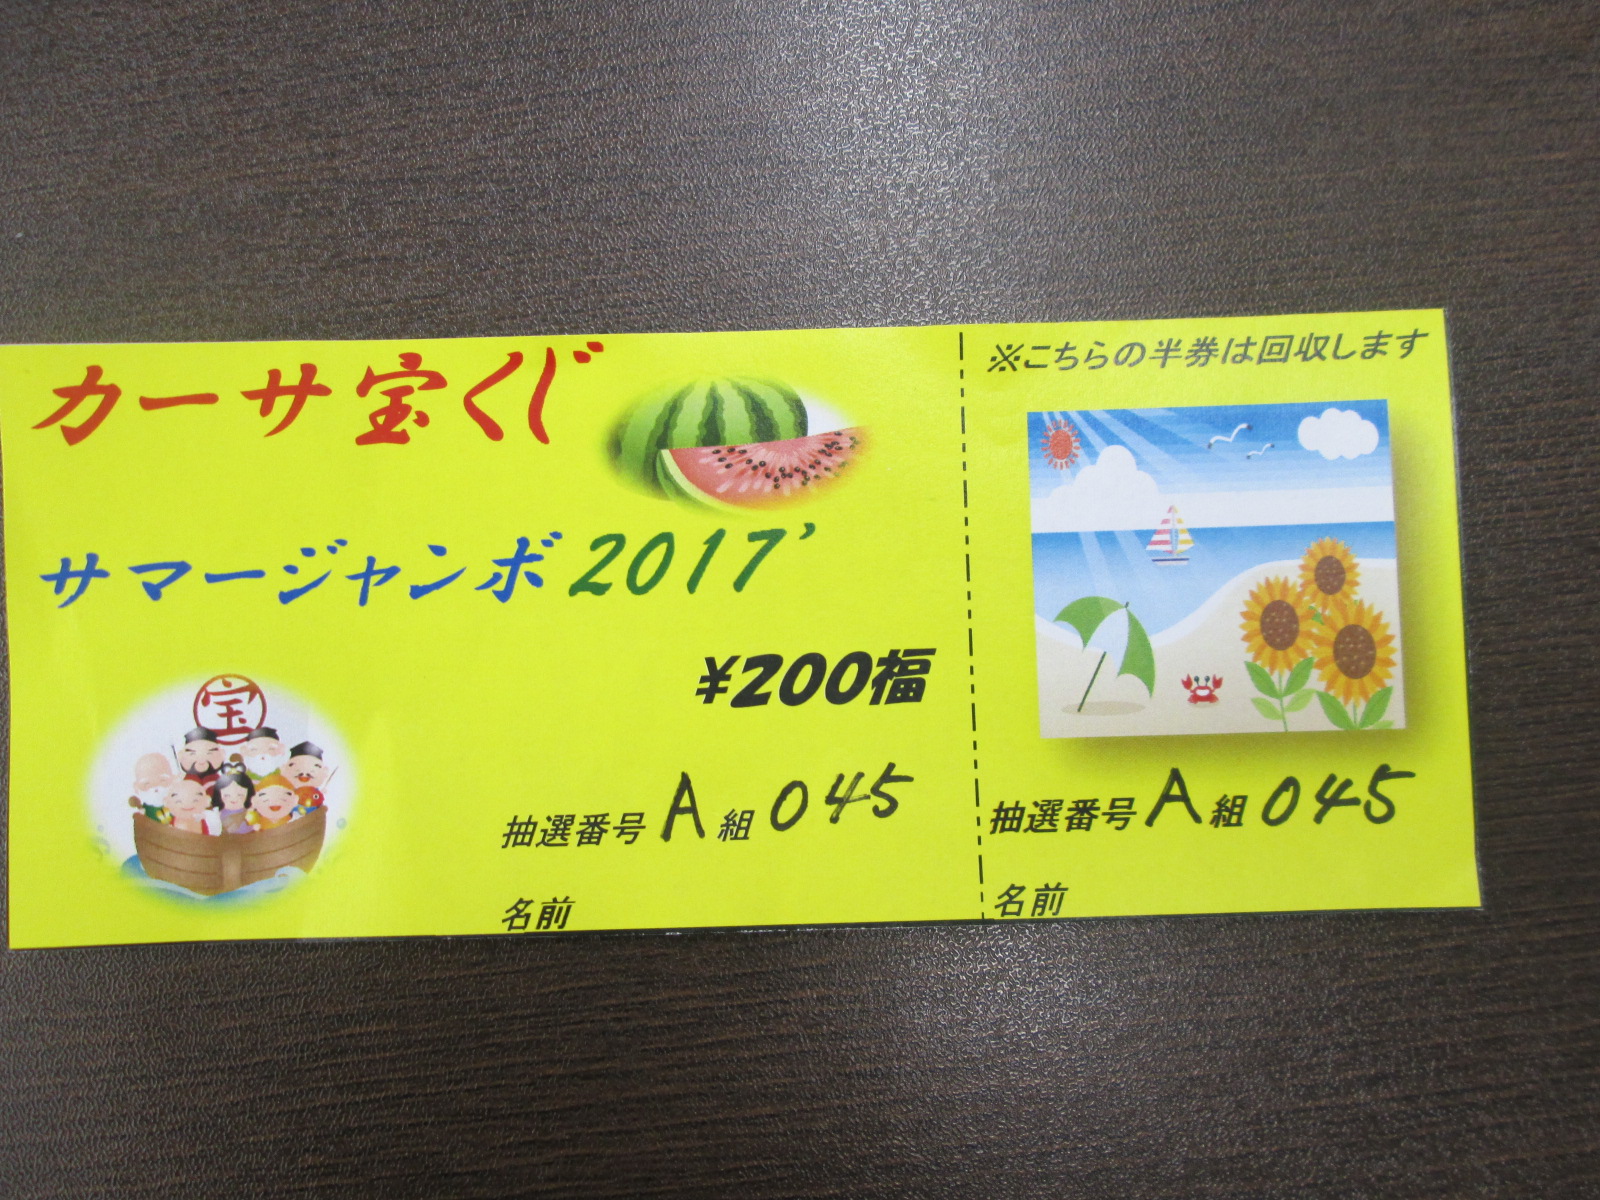 カーサ宝くじ
サマージャンボ2017’
¥200福
宝
抽選番号 A 組 045
名前
※こちらの半券は回収します
抽選番号 A 組 045
名前